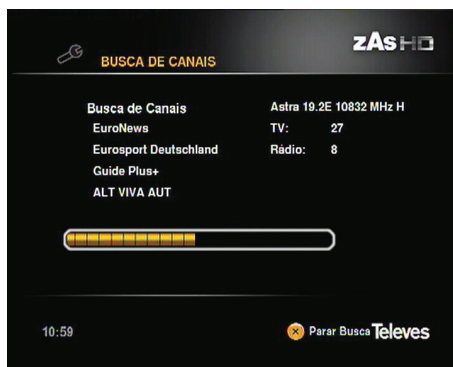 zAs HD
BUSCA DE CANAIS
Busca de Canais
EuroNews
Eurosport Deutschland
Guide Plus+
ALT VIVA AUT
Astra 19.2E 10832 MHz H
TV: 27
Rádio: 8
10:59
Parar Busca Televes